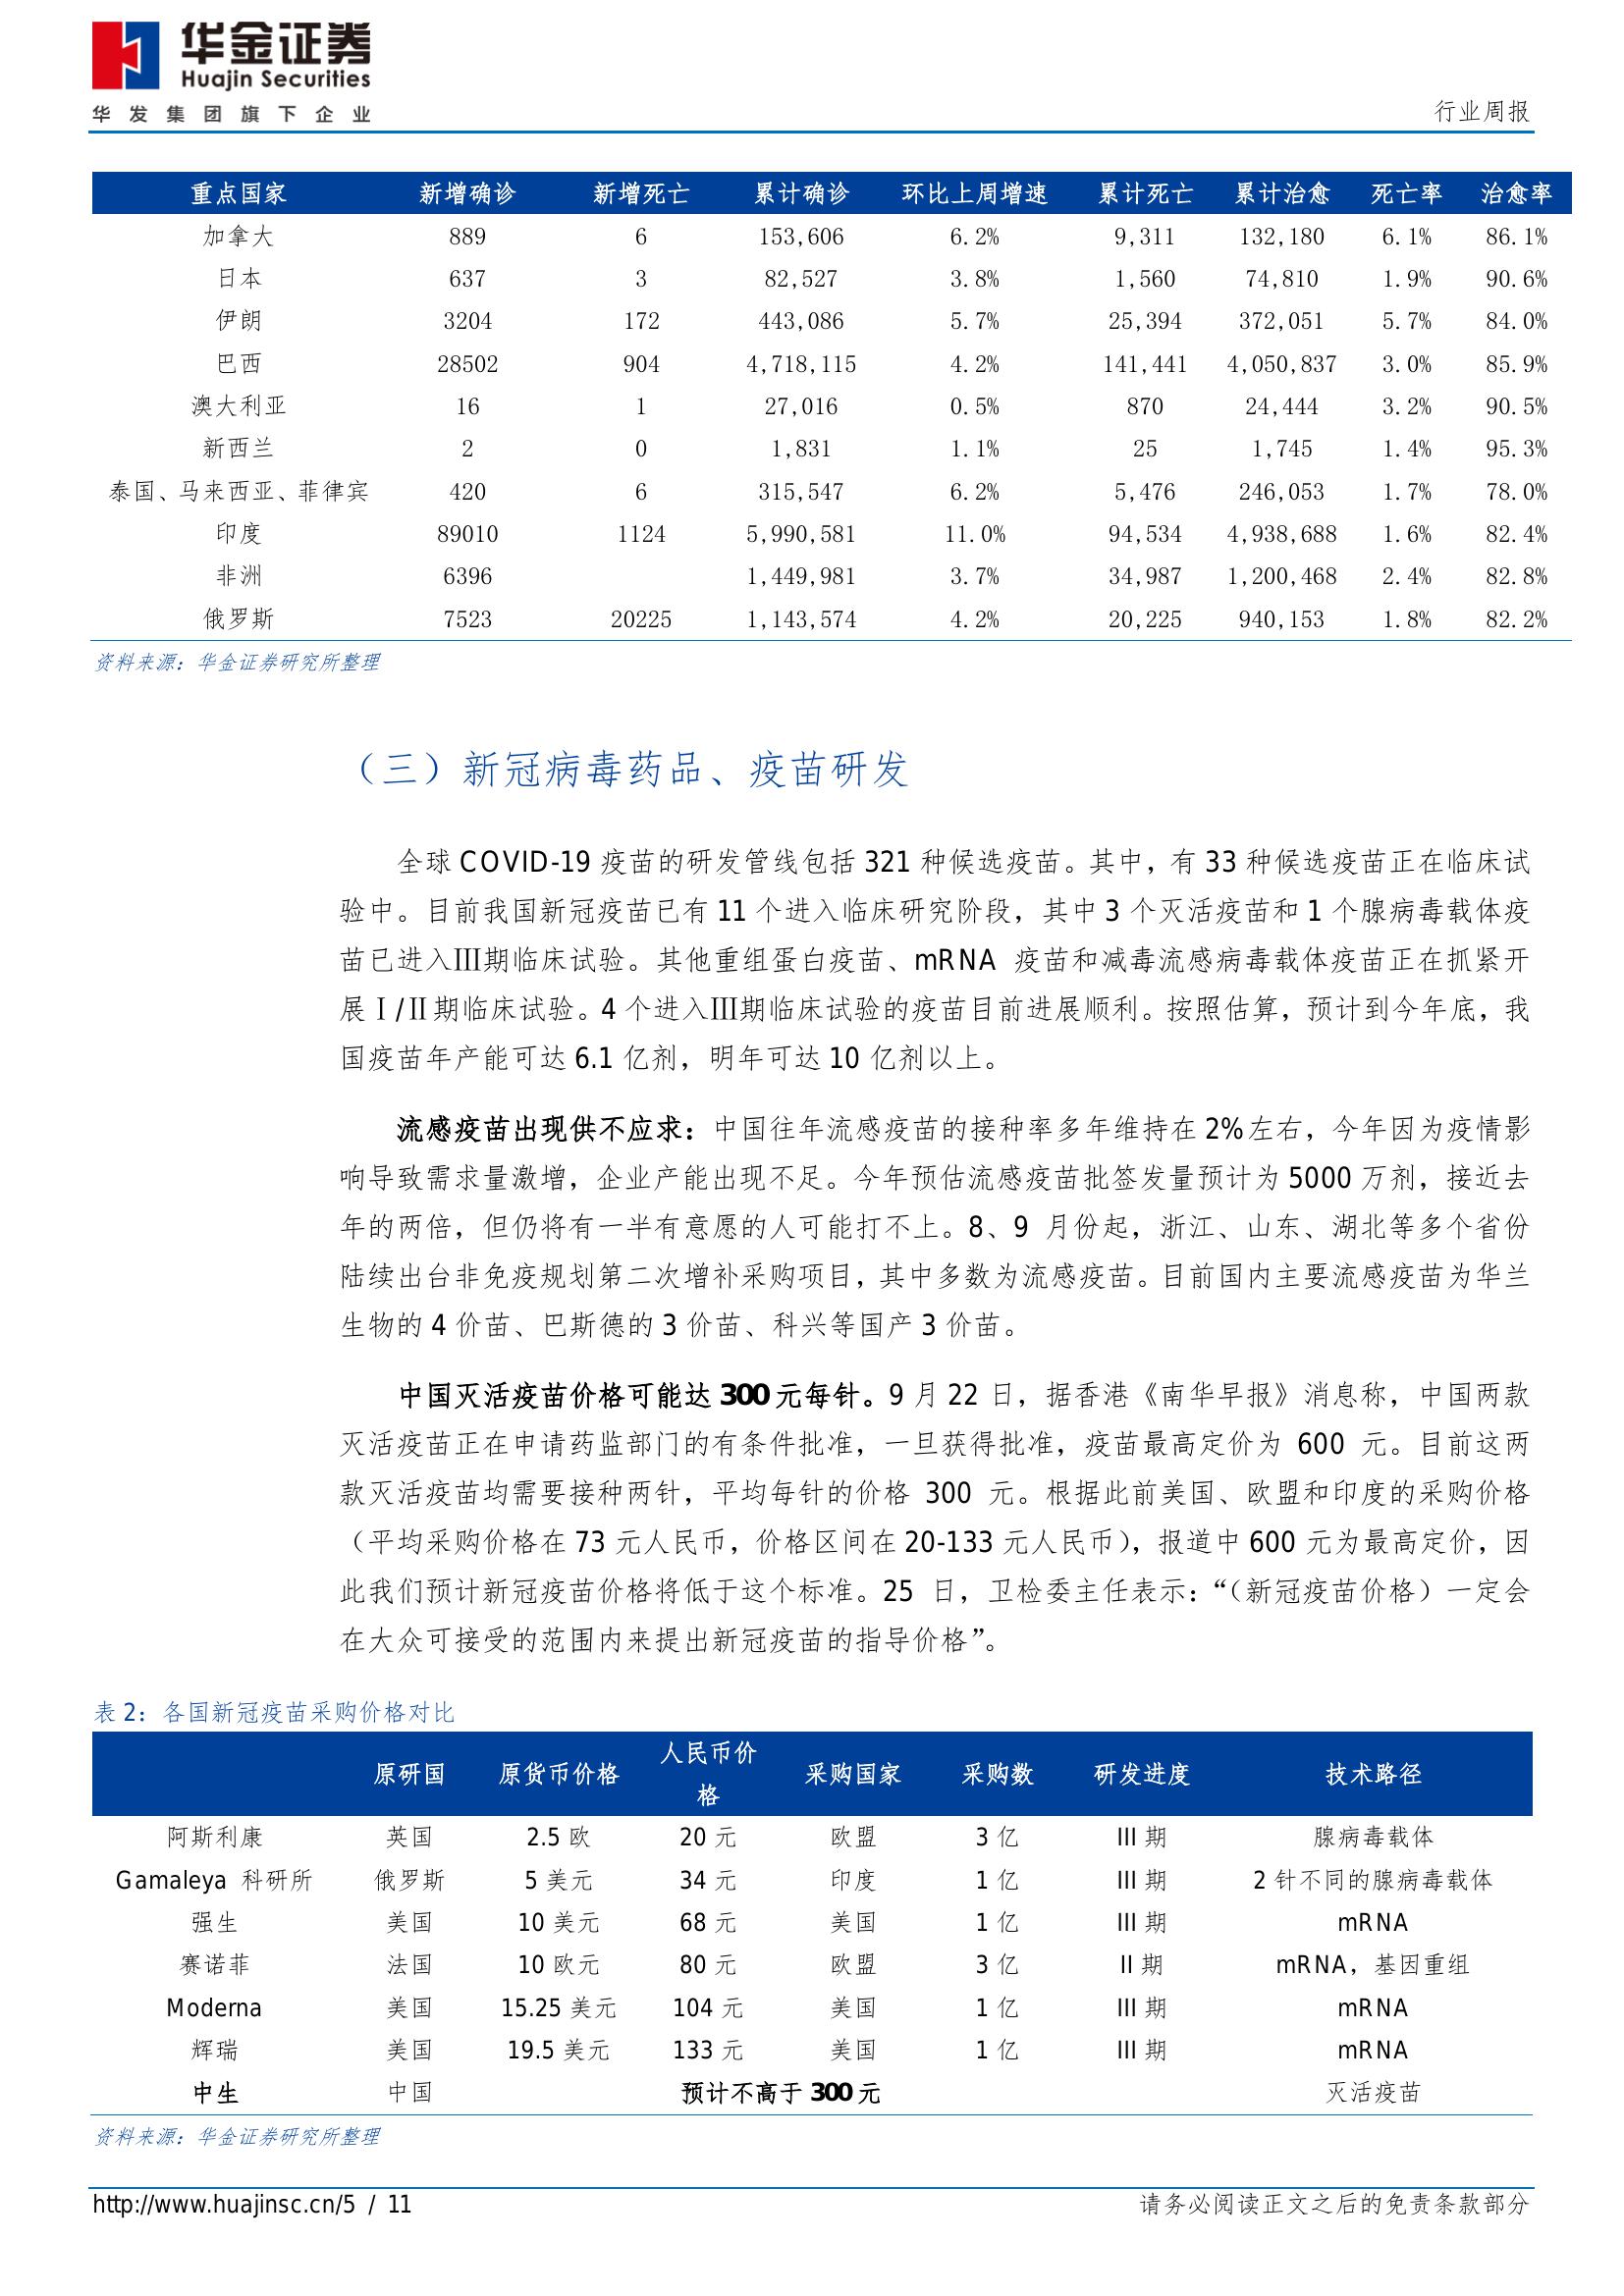 华金证券
Huajin Securities
华发集团旗下企业
行业周报
重点国家 新增确诊 新增死亡 累计确诊 环比上周增速 累计死亡 累计治愈 死亡率 治愈率
加拿大 889 6 153,606 6.2% 9,311 132,180 6.1% 86.1%
日本 637 3 82,527 3.8% 1,560 74,810 1.9% 90.6%
伊朗 3204 172 443,086 5.7% 25,394 372,051 5.7% 84.0%
巴西 28502 904 4,718,115 4.2% 141,441 4,050,837 3.0% 85.9%
澳大利亚 16 1 27,016 0.5% 870 24,444 3.2% 90.5%
新西兰 2 0 1,831 1.1% 25 1,745 1.4% 95.3%
泰国、马来西亚、菲律宾 420 6 315,547 6.2% 5,476 246,053 1.7% 78.0%
印度 89010 1124 5,990,581 11.0% 94,534 4,938,688 1.6% 82.4%
非洲 6396 1,449,981 3.7% 34,987 1,200,468 2.4% 82.8%
俄罗斯 7523 20225 1,143,574 4.2% 20,225 940,153 1.8% 82.2%
资料来源：华金证券研究所整理
（三）新冠病毒药品、疫苗研发
全球 COVID-19 疫苗的研发管线包括 321 种候选疫苗。其中，有 33 种候选疫苗正在临床试
验中。目前我国新冠疫苗已有 11 个进入临床研究阶段，其中 3 个灭活疫苗和 1 个腺病毒载体疫
苗已进入Ⅲ期临床试验。其他重组蛋白疫苗、mRNA 疫苗和减毒流感病毒载体疫苗正在抓紧开
展Ⅰ/Ⅱ期临床试验。4 个进入Ⅲ期临床试验的疫苗目前进展顺利。按照估算，预计到今年底，我
国疫苗年产能可达 6.1 亿剂，明年可达 10 亿剂以上。
流感疫苗出现供不应求：中国往年流感疫苗的接种率多年维持在 2%左右，今年因为疫情影
响导致需求量激增，企业产能出现不足。今年预估流感疫苗批签发量预计为 5000 万剂，接近去
年的两倍，但仍将有一半有意愿的人可能打不上。8、9 月份起，浙江、山东、湖北等多个省份
陆续出台非免疫规划第二次增补采购项目，其中多数为流感疫苗。目前国内主要流感疫苗为华兰
生物的 4 价苗、巴斯德的 3 价苗、科兴等国产 3 价苗。
中国灭活疫苗价格可能达 300 元每针。9 月 22 日，据香港《南华早报》消息称，中国两款
灭活疫苗正在申请药监部门的有条件批准，一旦获得批准，疫苗最高定价为 600 元。目前这两
款灭活疫苗均需要接种两针，平均每针的价格 300 元。根据此前美国、欧盟和印度的采购价格
（平均采购价格在 73 元人民币，价格区间在 20-133 元人民币），报道中 600 元为最高定价，因
此我们预计新冠疫苗价格将低于这个标准。25 日，卫检委主任表示：“（新冠疫苗价格）一定会
在大众可接受的范围内来提出新冠疫苗的指导价格”。
表 2：各国新冠疫苗采购价格对比
原研国 原货币价格 人民币价格 采购国家 采购数 研发进度 技术路径
阿斯利康 英国 2.5 欧 20 元 欧盟 3 亿 III 期 腺病毒载体
Gamaleya 科研所 俄罗斯 5 美元 34 元 印度 1 亿 III 期 2 针不同的腺病毒载体
强生 美国 10 美元 68 元 美国 1 亿 III 期 mRNA
赛诺菲 法国 10 欧元 80 元 欧盟 3 亿 II 期 mRNA，基因重组
Moderna 美国 15.25 美元 104 元 美国 1 亿 III 期 mRNA
辉瑞 美国 19.5 美元 133 元 美国 1 亿 III 期 mRNA
中生 中国 预计不高于 300 元 灭活疫苗
资料来源：华金证券研究所整理
http://www.huajinsc.cn/5 / 11 请务必阅读正文之后的免责条款部分